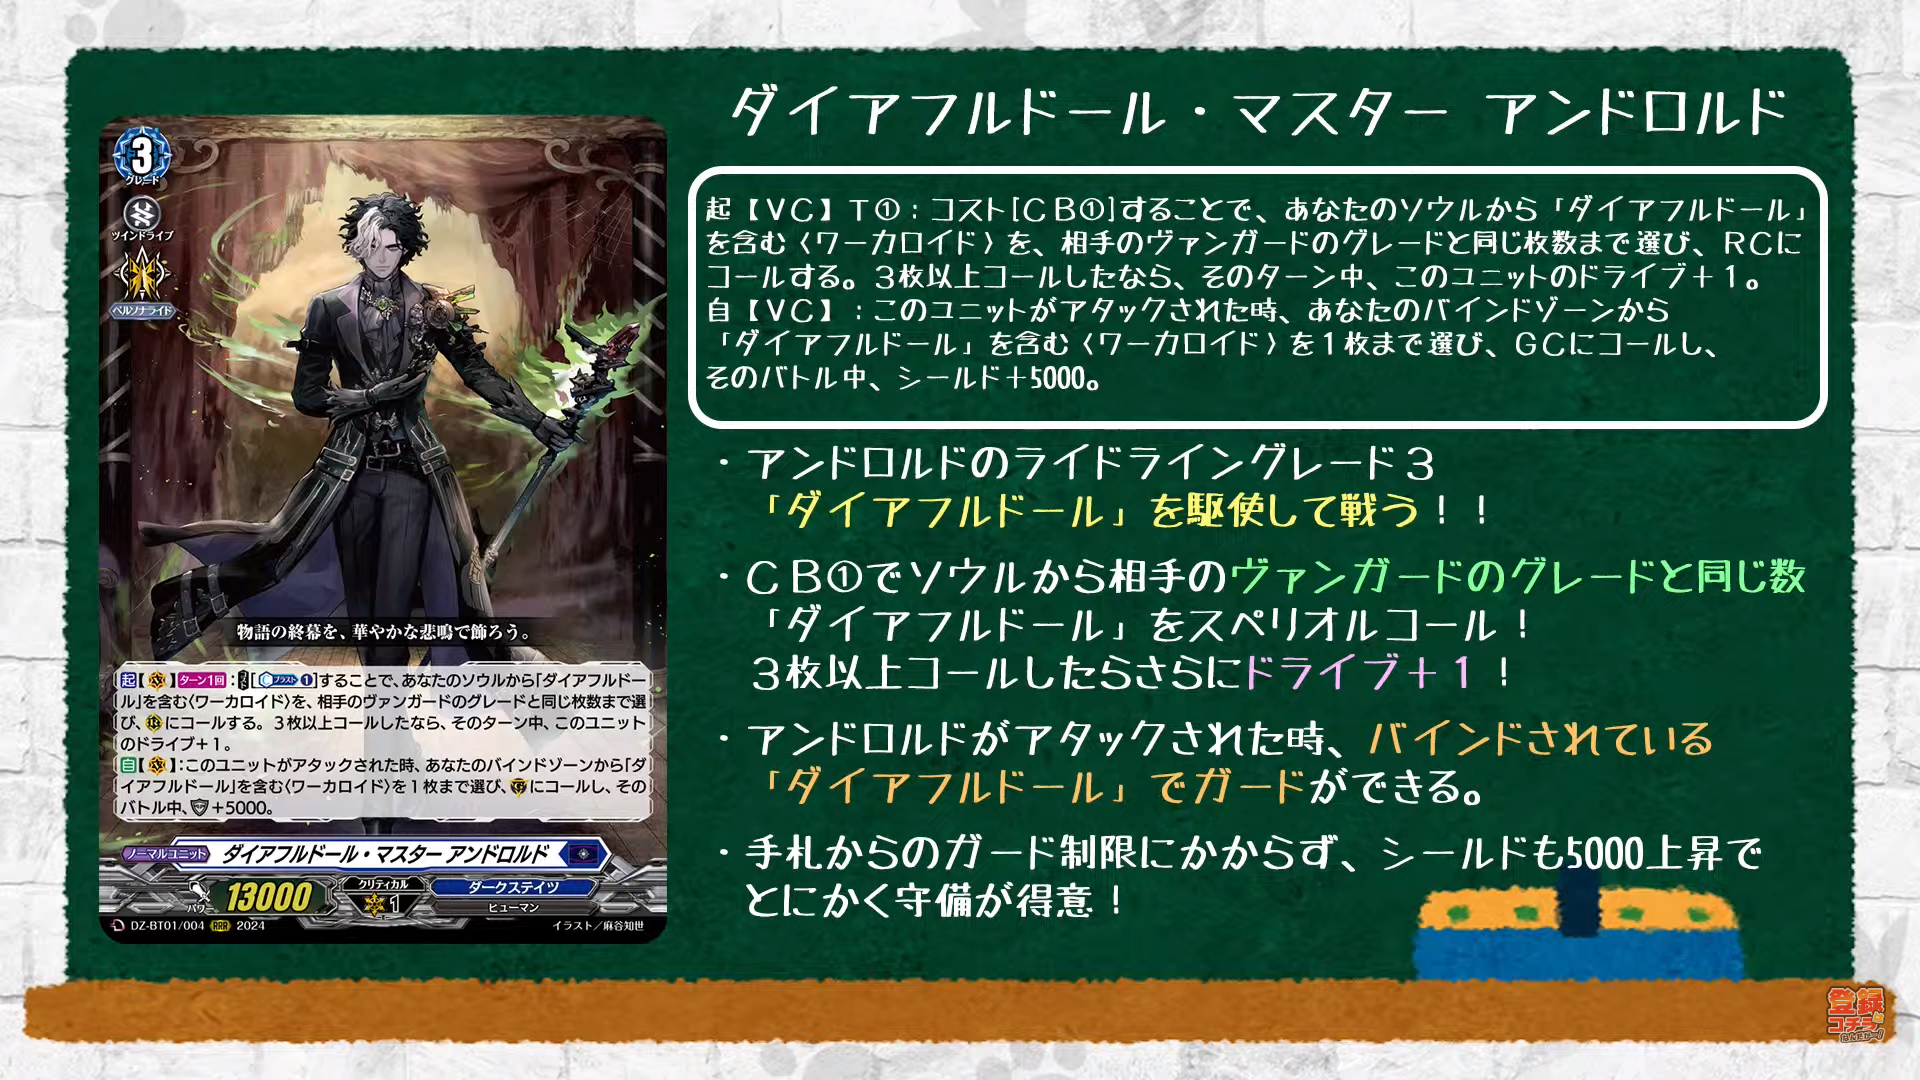 ダイアフルドール・マスター アンドロルド
起【ＶＣ】Ｔ①：コスト[ＣＢ①]することで、あなたのソウルから「ダイアフルドール」
を含む〈ワーカロイド〉を、相手のヴァンガードのグレードと同じ枚数まで選び、ＲＣに
コールする。３枚以上コールしたなら、そのターン中、このユニットのドライブ＋１。
自【ＶＣ】：このユニットがアタックされた時、あなたのバインドゾーンから
「ダイアフルドール」を含む〈ワーカロイド〉を１枚まで選び、ＧＣにコールし、
そのバトル中、シールド＋5000。
・アンドロルドのライドライングレード３
「ダイアフルドール」を駆使して戦う！！
・ＣＢ①でソウルから相手のヴァンガードのグレードと同じ数
「ダイアフルドール」をスペリオルコール！
３枚以上コールしたらさらにドライブ＋１！
・アンドロルドがアタックされた時、バインドされている
「ダイアフルドール」でガードができる。
・手札からのガード制限にかからず、シールドも5000上昇で
とにかく守備が得意！
3
グレード
ツインドライブ
ペルソナライド
物語の終幕を、華やかな悲鳴で飾ろう。
起【】ターン1回：[カウンターブラスト1]することで、あなたのソウルから「ダイアフルドー
ル」を含む〈ワーカロイド〉を、相手のヴァンガードのグレードと同じ枚数まで選
び、Rにコールする。３枚以上コールしたなら、そのターン中、このユニット
のドライブ＋１。
自【】：このユニットがアタックされた時、あなたのバインドゾーンから「ダ
イアフルドール」を含む〈ワーカロイド〉を１枚まで選び、Gにコールし、その
バトル中、＋5000。
ノーマルユニット ダイアフルドール・マスター アンドロルド
パワー 13000 クリティカル 1 ダークステイツ
ヒューマン
D DZ-BT01/004 RRR 2024 イラスト／麻谷知世
登録は
コチラ